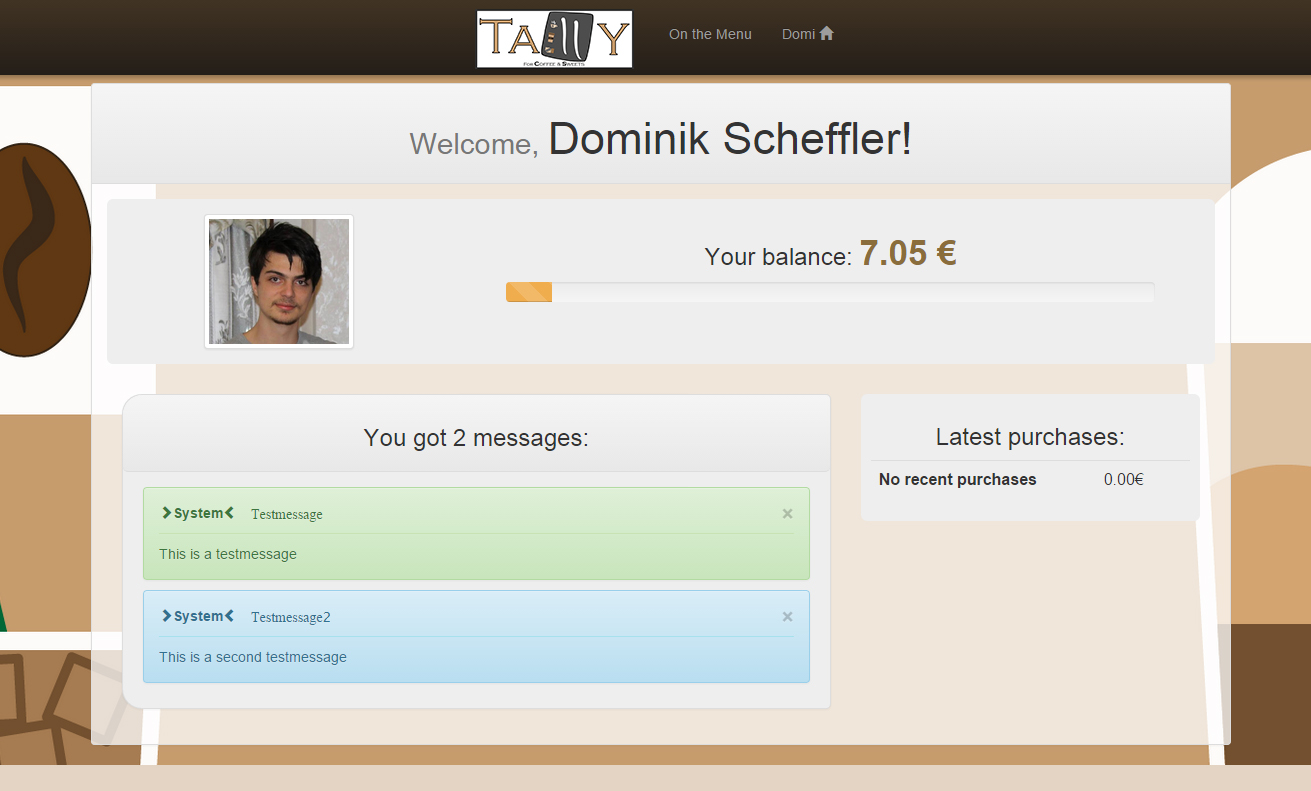 TALLY
FOR COFFEE & SWEETS
On the Menu
Domi
Welcome, Dominik Scheffler!
Your balance: 7.05 €
You got 2 messages:
System Testmessage ×
This is a testmessage
System Testmessage2 ×
This is a second testmessage
Latest purchases:
No recent purchases 0.00€